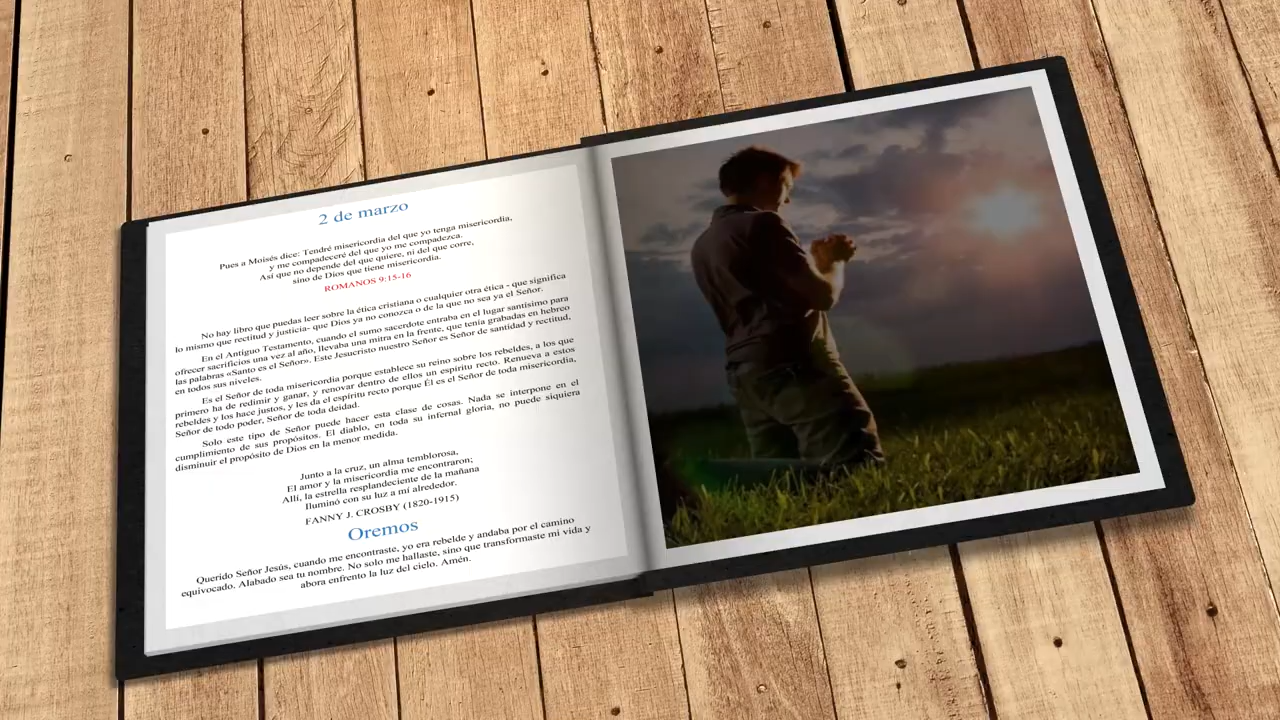 2 de marzo
Pues a Moisés dice: Tendré misericordia del que yo tenga misericordia,
y me compadeceré del que yo me compadezca.
Así que no depende del que quiere, ni del que corre,
sino de Dios que tiene misericordia.
ROMANOS 9:15-16
No hay libro que puedas leer sobre la ética cristiana o cualquier otra ética - que significa
lo mismo que rectitud y justicia- que Dios ya no conozca o de la que no sea ya el Señor.
En el Antíguo Testamento, cuando el sumo sacerdote entraba en el lugar santísimo para
ofrecer sacrificios una vez al año, llevaba una mitra en la frente, que tenía grabadas en hebreo
las palabras «Santo es el Señor». Este Jesucristo nuestro Señor es Señor de santidad y rectitud,
en todos sus niveles.
Es el Señor de toda misericordia porque establece su reino sobre los rebeldes, a los que
primero ha de redimir y ganar, y renovar dentro de ellos un espíritu recto. Renueva a estos
rebeldes y los hace justos, y les da el espíritu recto porque Él es el Señor de toda misericordia,
Señor de todo poder, Señor de toda deidad.
Solo este tipo de Señor puede hacer esta clase de cosas. Nada se interpone en el
cumplimiento de sus propósitos. El diablo, en toda su infernal gloria, no puede siquiera
disminuir el propósito de Dios en la menor medida.
Junto a la cruz, un alma temblorosa,
El amor y la misericordia me encontraron;
Allí, la estrella resplandeciente de la mañana
Iluminó con su luz a mi alrededor.
FANNY J. CROSBY (1820-1915)
Oremos
Querido Señor Jesús, cuando me encontraste, yo era rebelde y andaba por el camino
equivocado. Alabado sea tu nombre. No solo me hallaste, sino que transformaste mi vida y
abora enfrento la luz del cielo. Amén.